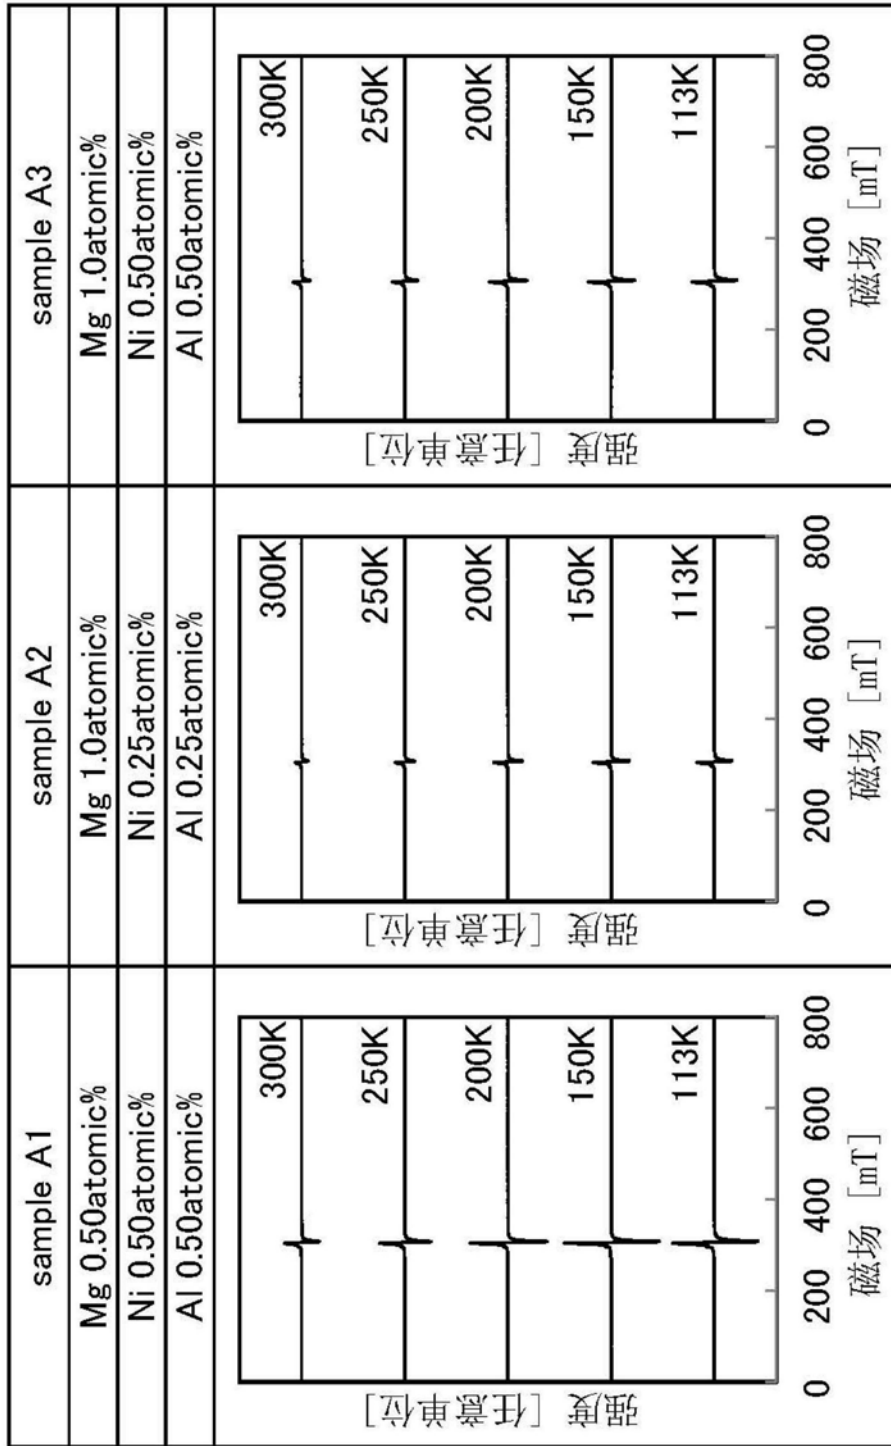 sample A1
Mg 0.50atomic%
Ni 0.50atomic%
Al 0.50atomic%
强度 [任意单位]
300K
250K
200K
150K
113K
0 200 400 600 800
磁场 [mT]
sample A2
Mg 1.0atomic%
Ni 0.25atomic%
Al 0.25atomic%
强度 [任意单位]
300K
250K
200K
150K
113K
0 200 400 600 800
磁场 [mT]
sample A3
Mg 1.0atomic%
Ni 0.50atomic%
Al 0.50atomic%
强度 [任意单位]
300K
250K
200K
150K
113K
0 200 400 600 800
磁场 [mT]